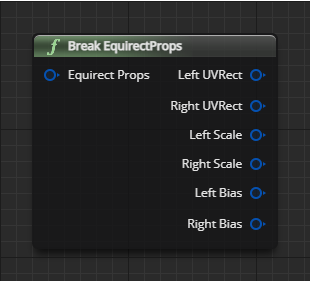 f Break EquirectProps
Equirect Props Left UVRect
Right UVRect
Left Scale
Right Scale
Left Bias
Right Bias